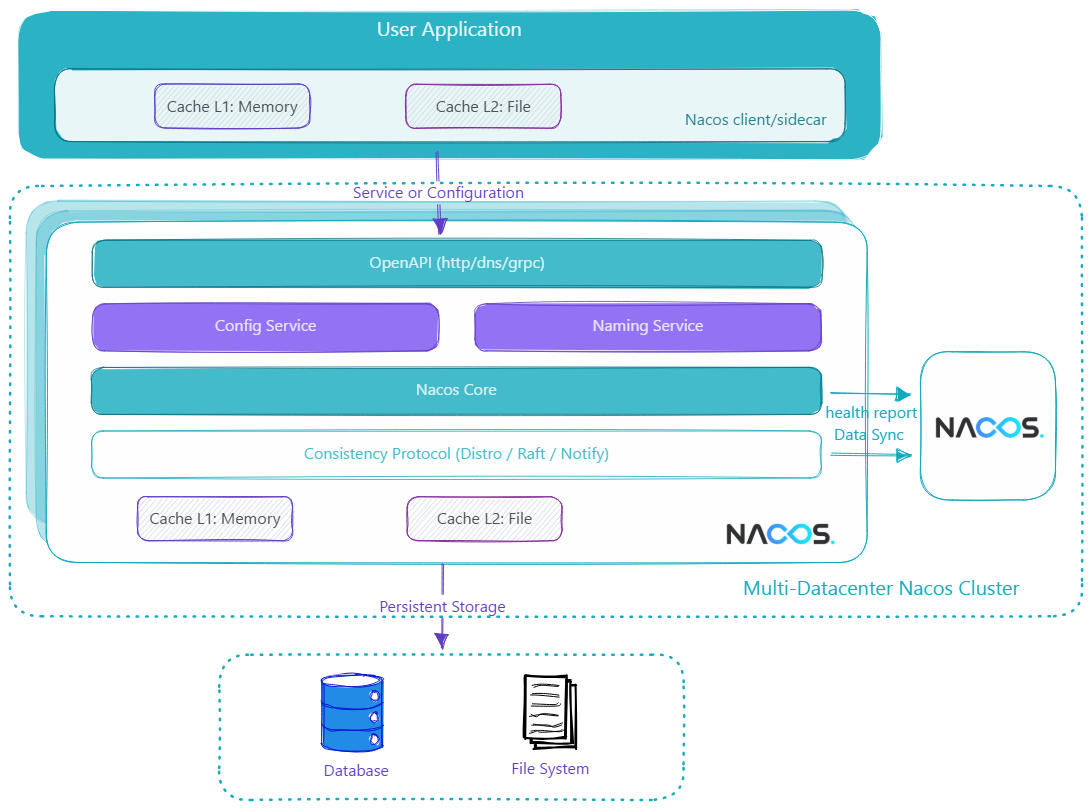 User Application
Cache L1: Memory
Cache L2: File
Nacos client/sidecar
Service or Configuration
OpenAPI (http/dns/grpc)
Config Service
Naming Service
Nacos Core
health report
Data Sync
NACOS.
Consistency Protocol (Distro / Raft / Notify)
Cache L1: Memory
Cache L2: File
NACOS.
Multi-Datacenter Nacos Cluster
Persistent Storage
Database
File System